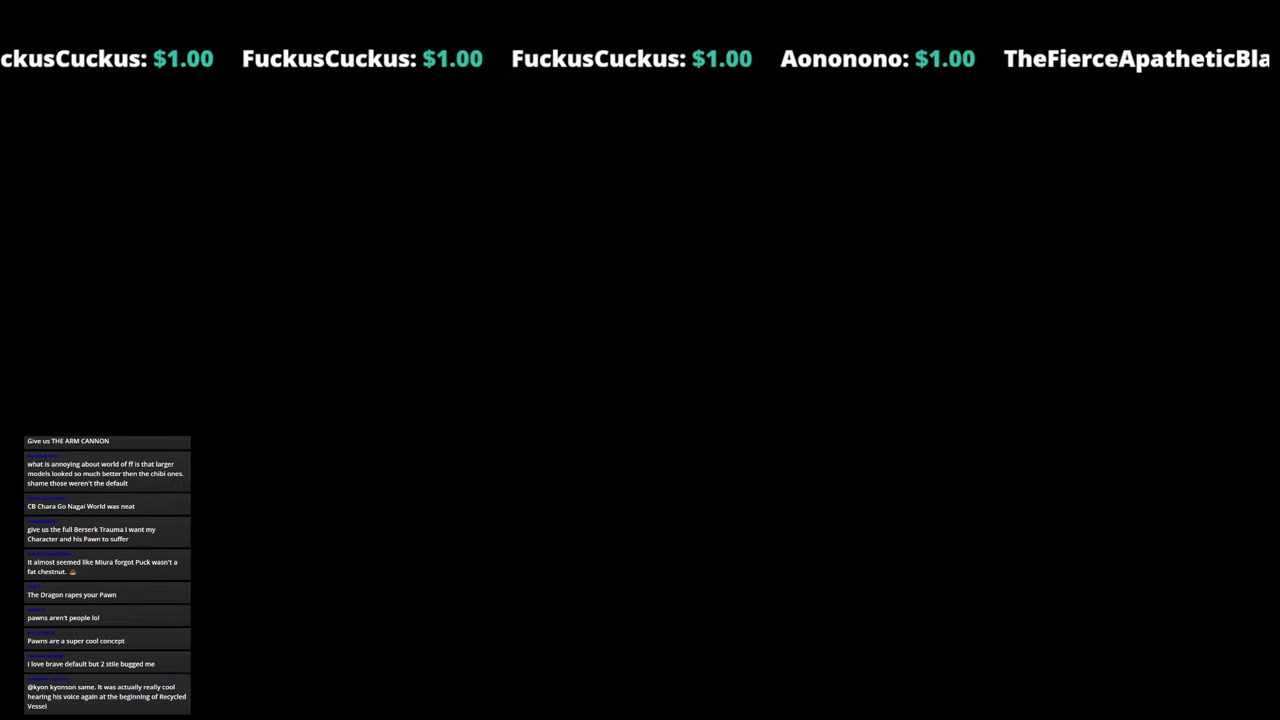 ckusCuckus: $1.00 FuckusCuckus: $1.00 FuckusCuckus: $1.00 Aononono: $1.00 TheFierceApatheticBla
Give us THE ARM CANNON
what is annoying about world of ff is that larger
models looked so much better then the chibi ones.
shame those weren't the default
CB Chara Go Nagai World was neat
give us the full Berserk Trauma I want my
Character and his Pawn to suffer
It almost seemed like Miura forgot Puck wasn't a
fat chestnut. 🌰
The Dragon rapes your Pawn
pawns aren't people lol
Pawns are a super cool concept
I love brave default but 2 stile bugged me
@kyon kyonson same. It was actually really cool
hearing his voice again at the beginning of Recycled
Vessel